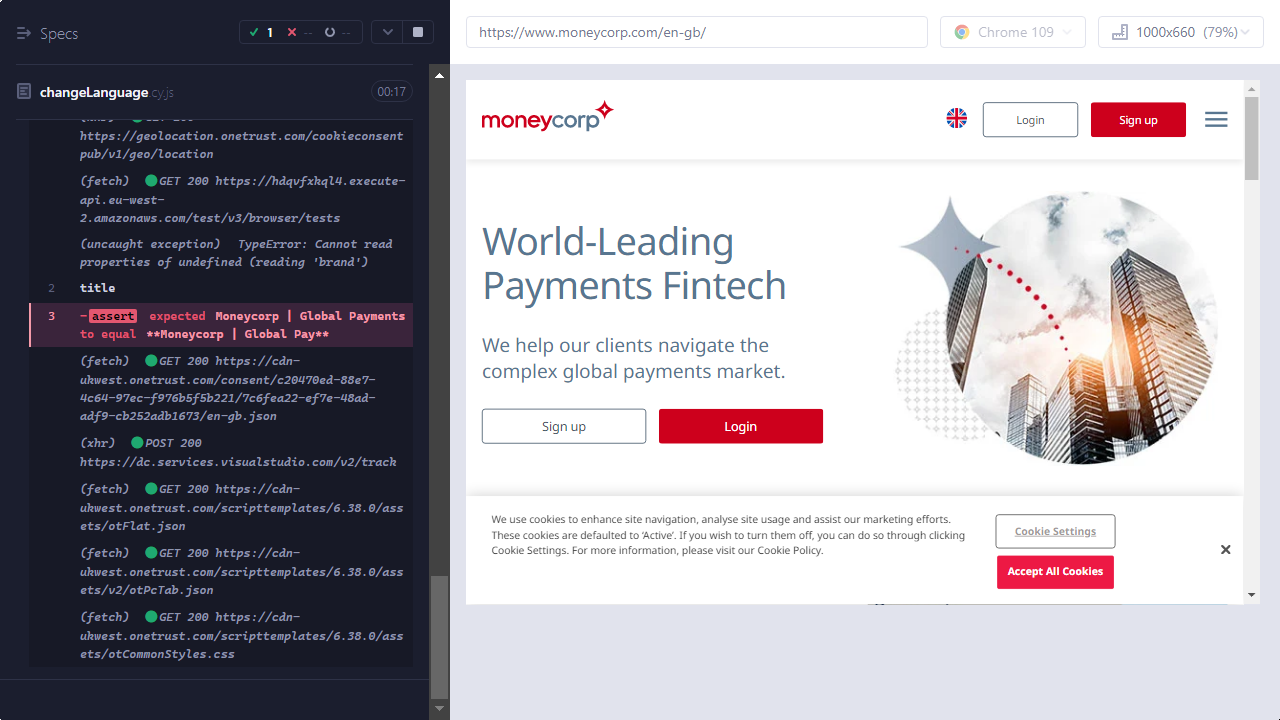 Specs
1
--
--
changeLanguage.cy.js
00:17
https://geolocation.onetrust.com/cookieconsent
pub/v1/geo/location
(fetch) GET 200 https://hdqvfxkql4.execute-
api.eu-west-
2.amazonaws.com/test/v3/browser/tests
(uncaught exception) TypeError: Cannot read
properties of undefined (reading 'brand')
2 title
3 -assert expected Moneycorp | Global Payments
to equal **Moneycorp | Global Pay**
(fetch) GET 200 https://cdn-
ukwest.onetrust.com/consent/c20470ed-88e7-
4c64-97ec-f976b5f5b221/7c6fea22-ef7e-48ad-
adf9-cb252adb1673/en-gb.json
(xhr) POST 200
https://dc.services.visualstudio.com/v2/track
(fetch) GET 200 https://cdn-
ukwest.onetrust.com/scripttemplates/6.38.0/ass
ets/otFlat.json
(fetch) GET 200 https://cdn-
ukwest.onetrust.com/scripttemplates/6.38.0/ass
ets/v2/otPcTab.json
(fetch) GET 200 https://cdn-
ukwest.onetrust.com/scripttemplates/6.38.0/ass
ets/otCommonStyles.css
https://www.moneycorp.com/en-gb/
Chrome 109
1000x660 (79%)
moneycorp
Login
Sign up
World-Leading
Payments Fintech
We help our clients navigate the
complex global payments market.
Sign up
Login
We use cookies to enhance site navigation, analyse site usage and assist our marketing efforts.
These cookies are defaulted to ‘Active’. If you wish to turn them off, you can do so through clicking
Cookie Settings. For more information, please visit our Cookie Policy.
Cookie Settings
Accept All Cookies